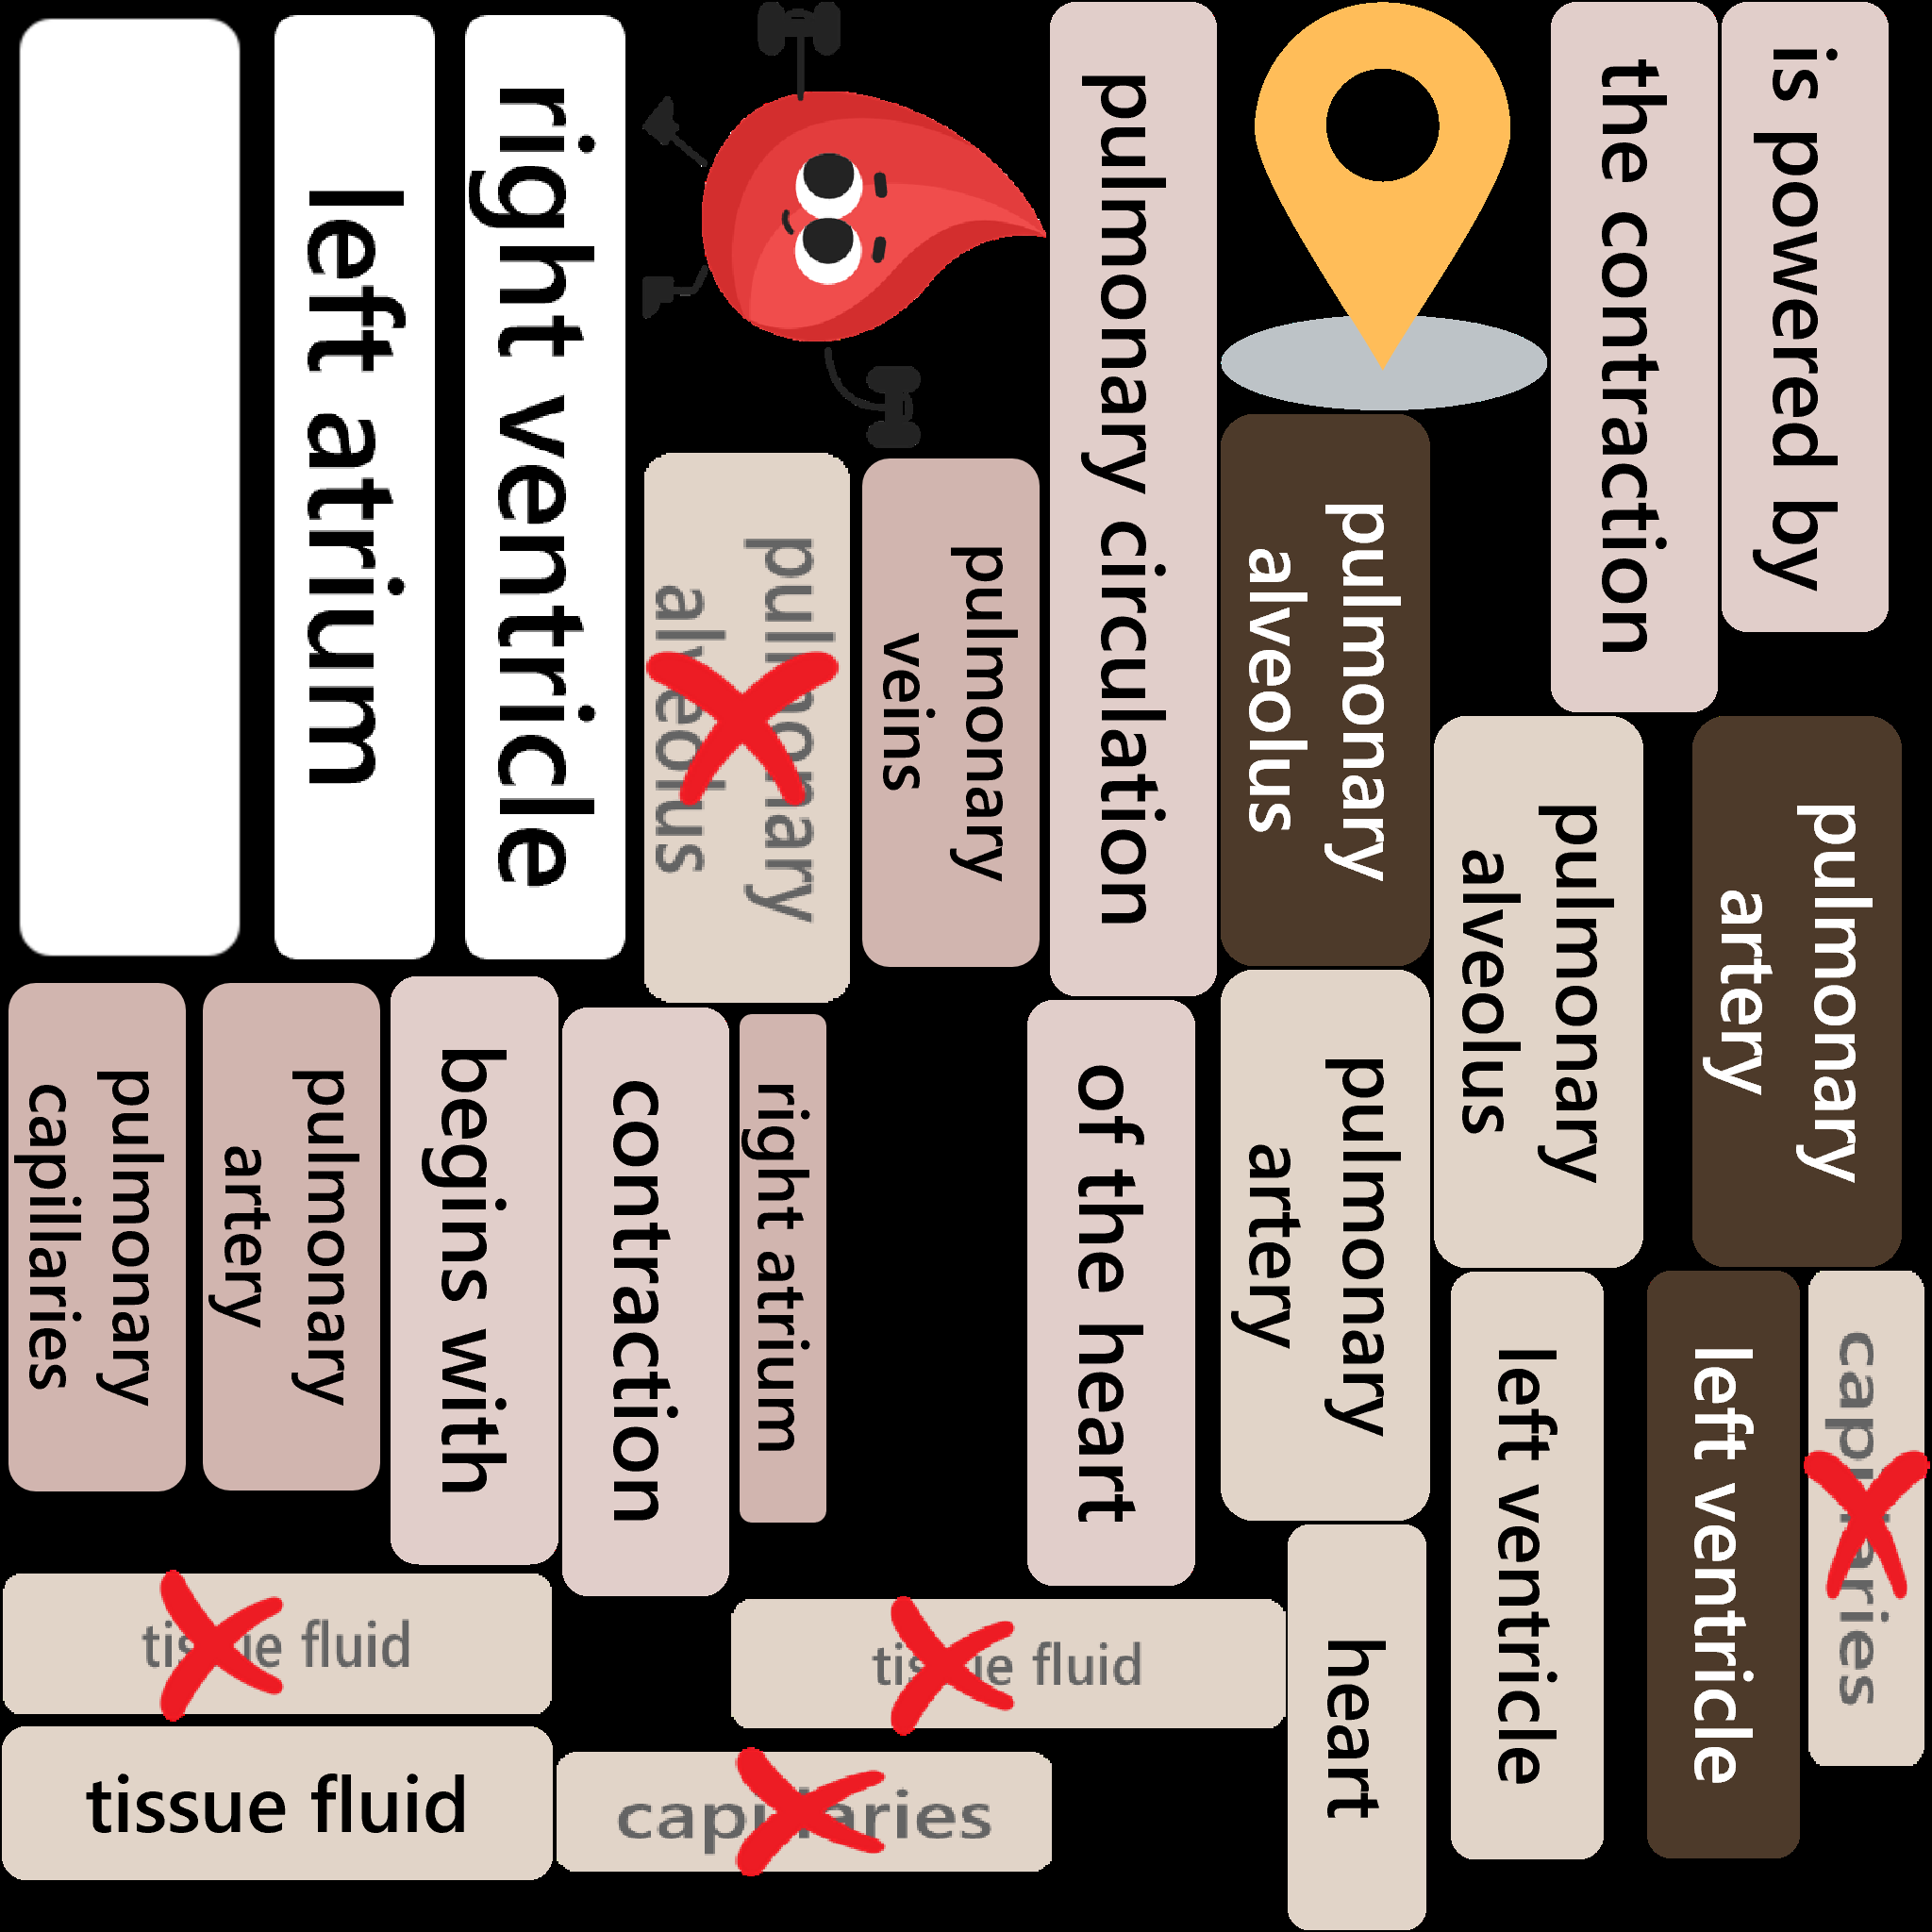 left atrium
right ventricle
pulmonary
alveolus
pulmonary
veins
pulmonary circulation
pulmonary
alveolus
the contraction
is powered by
pulmonary
alveolus
pulmonary
artery
pulmonary
capillaries
pulmonary
artery
begins with
contraction
right atrium
of the heart
pulmonary
artery
left ventricle
left ventricle
capillaries
heart
tissue fluid
tissue fluid
tissue fluid
capillaries